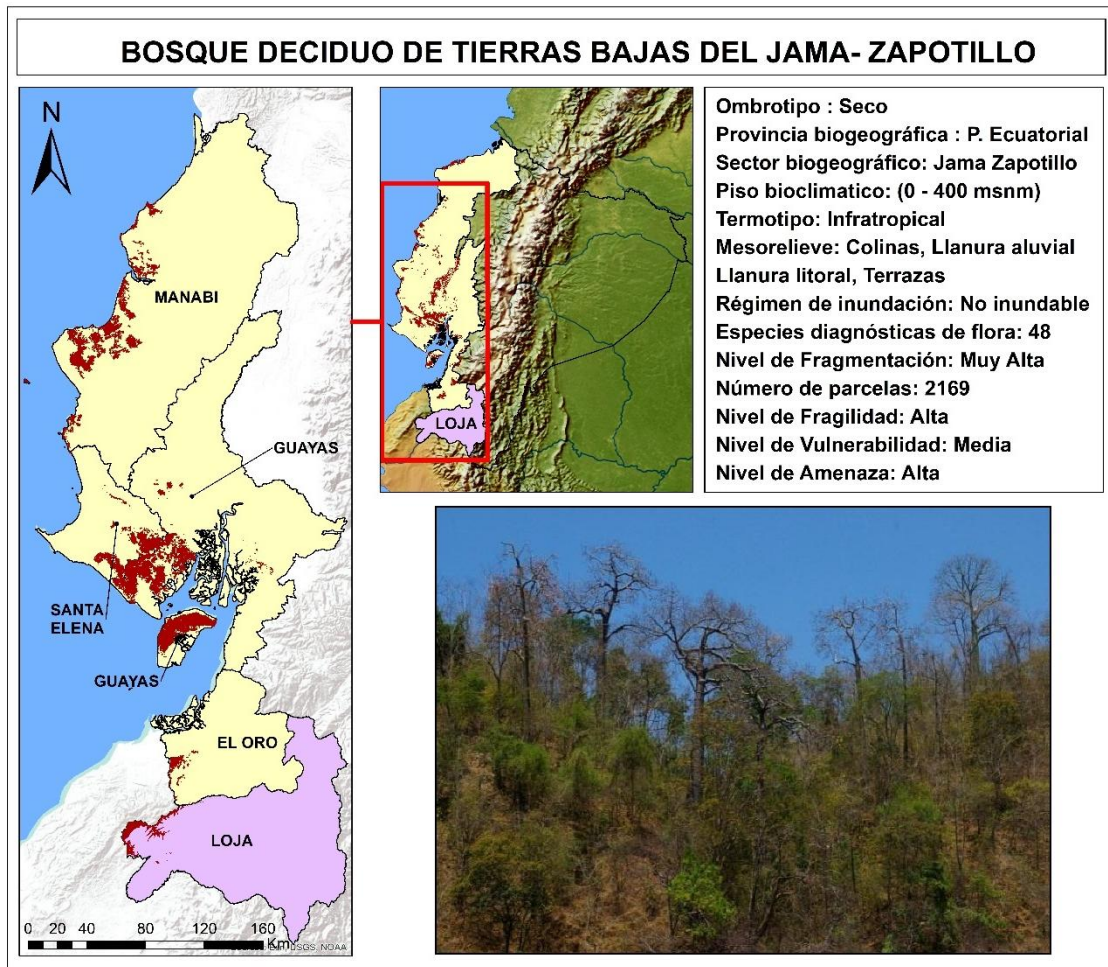 BOSQUE DECIDUO DE TIERRAS BAJAS DEL JAMA- ZAPOTILLO
N
MANABI
GUAYAS
SANTA
ELENA
GUAYAS
EL ORO
LOJA
0 20 40 80 120 160
Km
USGS, NOAA
LOJA
Ombrotipo : Seco
Provincia biogeográfica : P. Ecuatorial
Sector biogeográfico: Jama Zapotillo
Piso bioclimatico: (0 - 400 msnm)
Termotipo: Infratropical
Mesorelieve: Colinas, Llanura aluvial
Llanura litoral, Terrazas
Régimen de inundación: No inundable
Especies diagnósticas de flora: 48
Nivel de Fragmentación: Muy Alta
Número de parcelas: 2169
Nivel de Fragilidad: Alta
Nivel de Vulnerabilidad: Media
Nivel de Amenaza: Alta